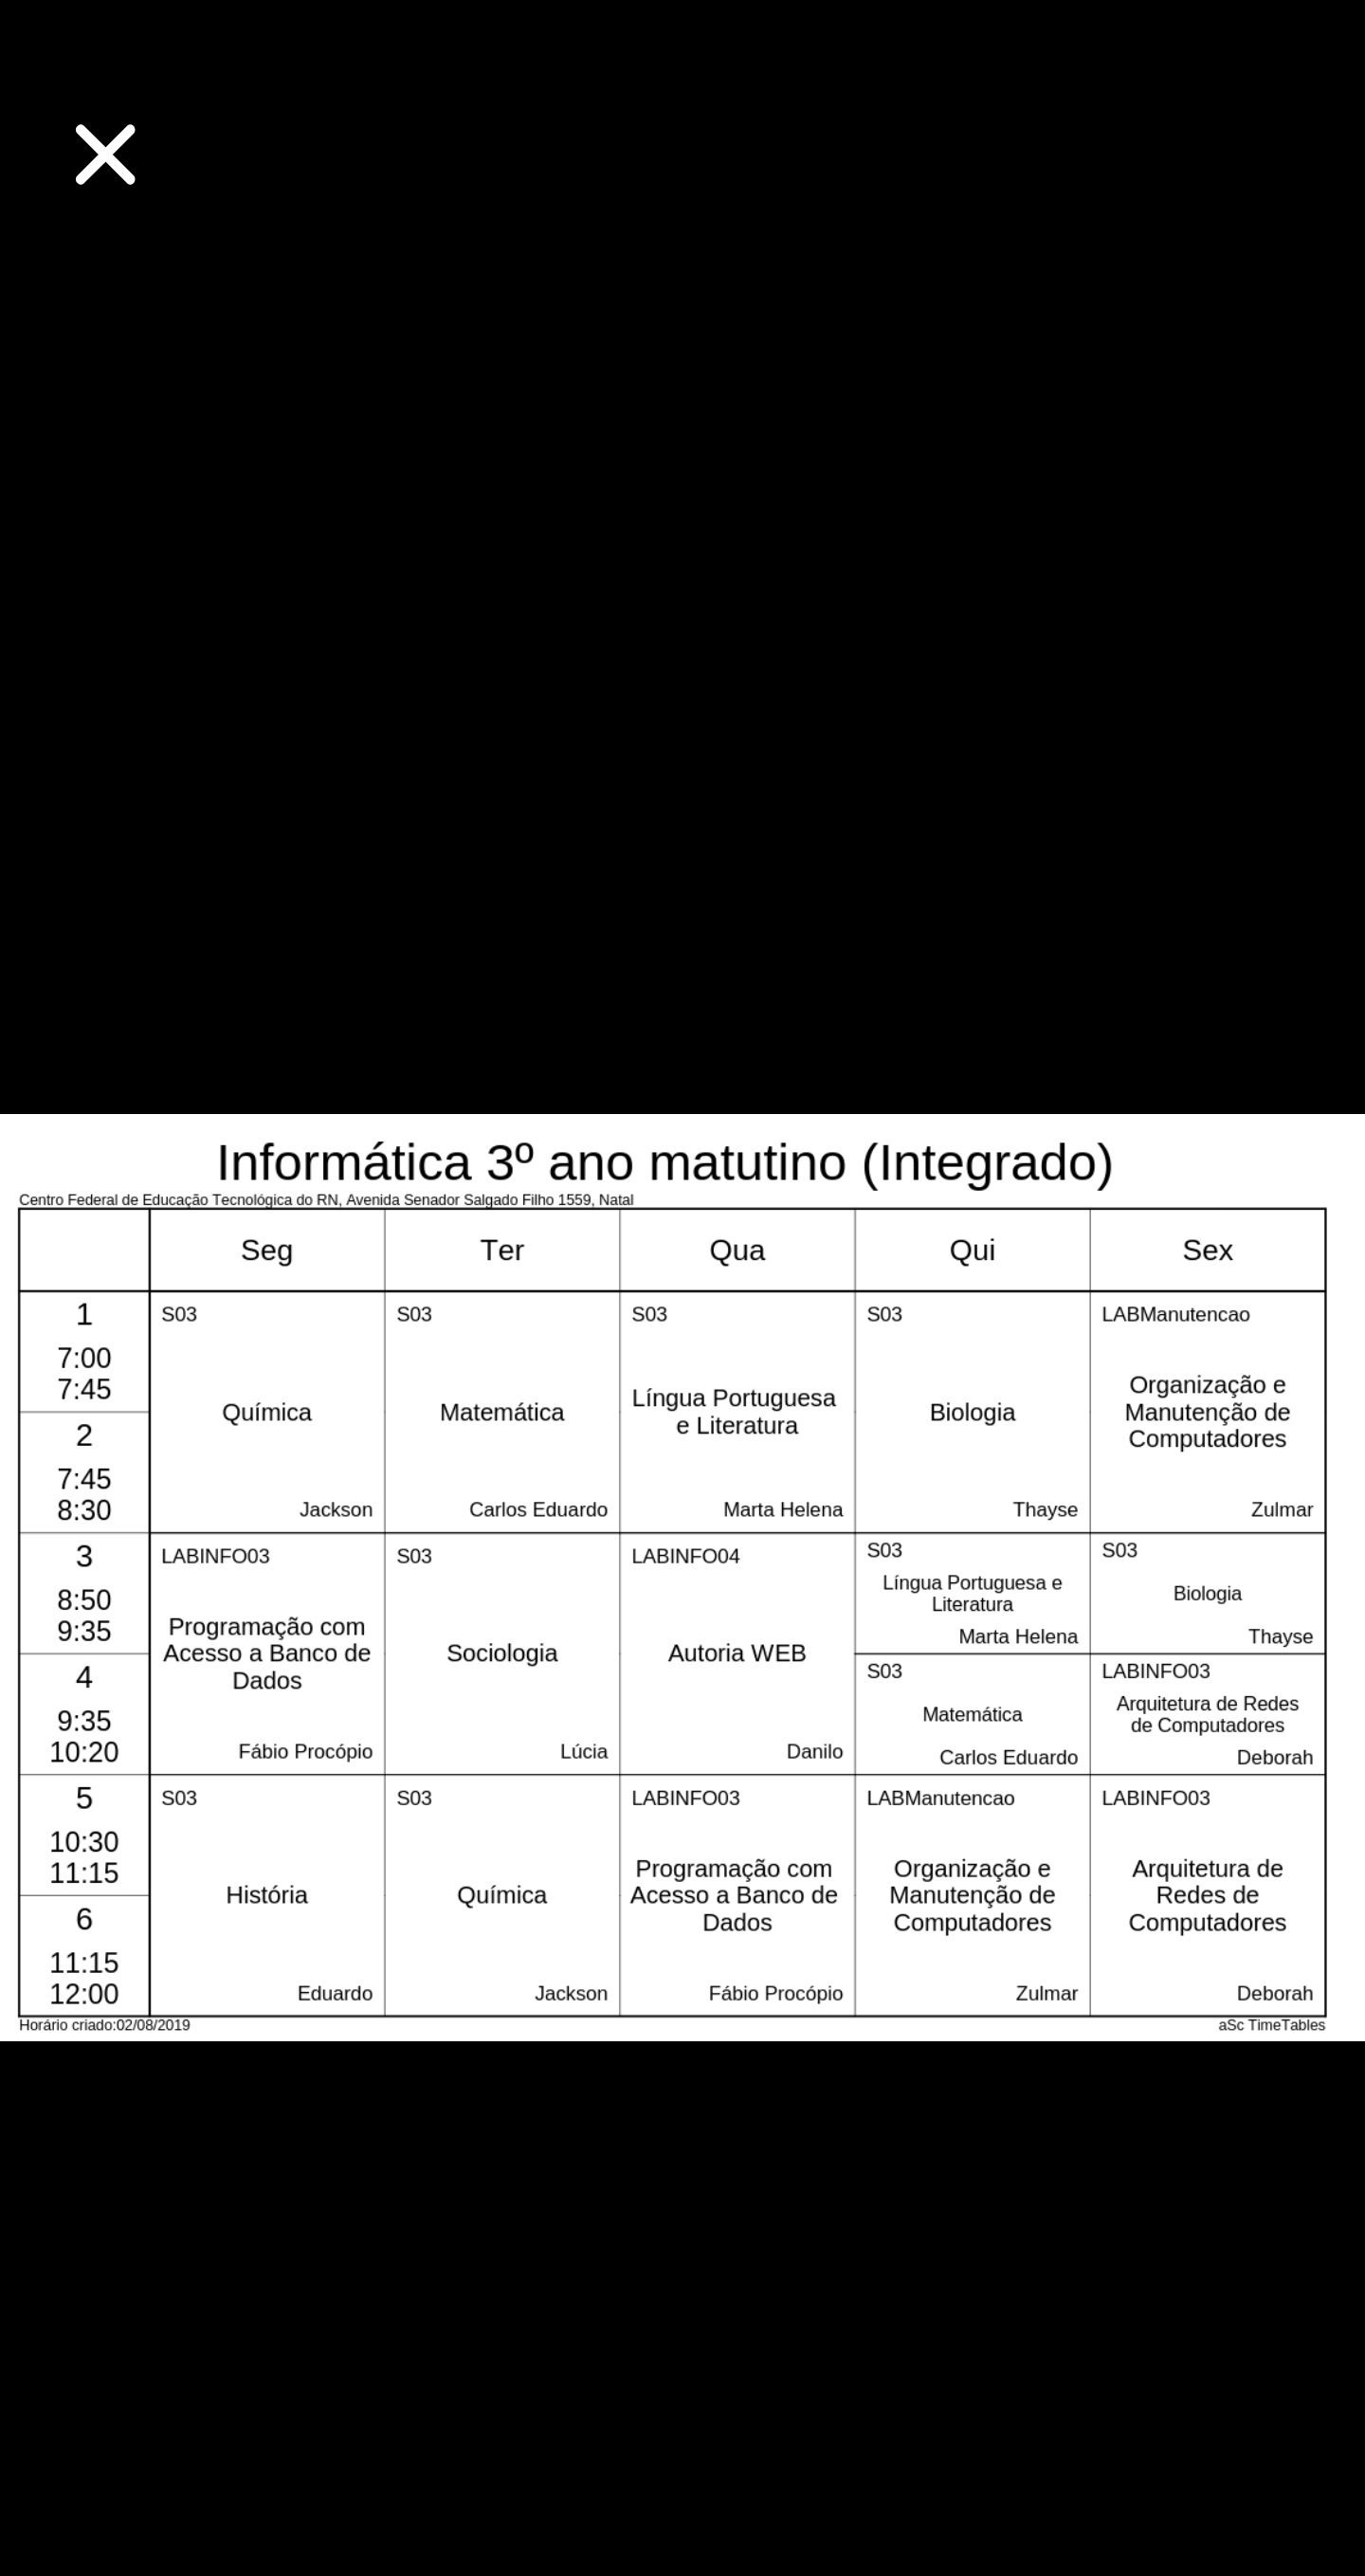 Informática 3º ano matutino (Integrado)
Centro Federal de Educação Tecnológica do RN, Avenida Senador Salgado Filho 1559, Natal
Seg
Ter
Qua
Qui
Sex
1
7:00
7:45
S03
Química
Jackson
S03
Matemática
Carlos Eduardo
S03
Língua Portuguesa
e Literatura
Marta Helena
S03
Biologia
Thayse
LABManutencao
Organização e
Manutenção de
Computadores
Zulmar
2
7:45
8:30
3
8:50
9:35
LABINFO03
Programação com
Acesso a Banco de
Dados
Fábio Procópio
S03
Sociologia
Lúcia
LABINFO04
Autoria WEB
Danilo
S03
Língua Portuguesa e
Literatura
Marta Helena
S03
Biologia
Thayse
4
9:35
10:20
S03
Matemática
Carlos Eduardo
LABINFO03
Arquitetura de Redes
de Computadores
Deborah
5
10:30
11:15
S03
História
Eduardo
S03
Química
Jackson
LABINFO03
Programação com
Acesso a Banco de
Dados
Fábio Procópio
LABManutencao
Organização e
Manutenção de
Computadores
Zulmar
LABINFO03
Arquitetura de
Redes de
Computadores
Deborah
6
11:15
12:00
Horário criado:02/08/2019
aSc TimeTables